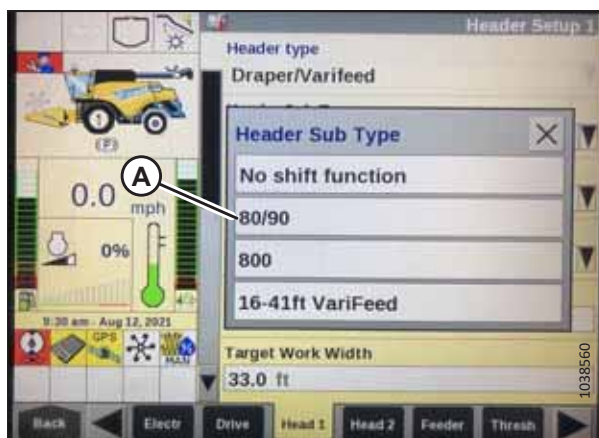 Header Setup 1
Header type
Draper/Varifeed
Header Sub Type
No shift function
80/90
800
16-41ft VariFeed
A
1
(P)
0.0 mph
0%
9:30 am - Aug 12, 2021
GPS
MAN
Target Work Width
33.0 ft
Back
Electr
Drive
Head 1
Head 2
Feeder
Thresh
1038560